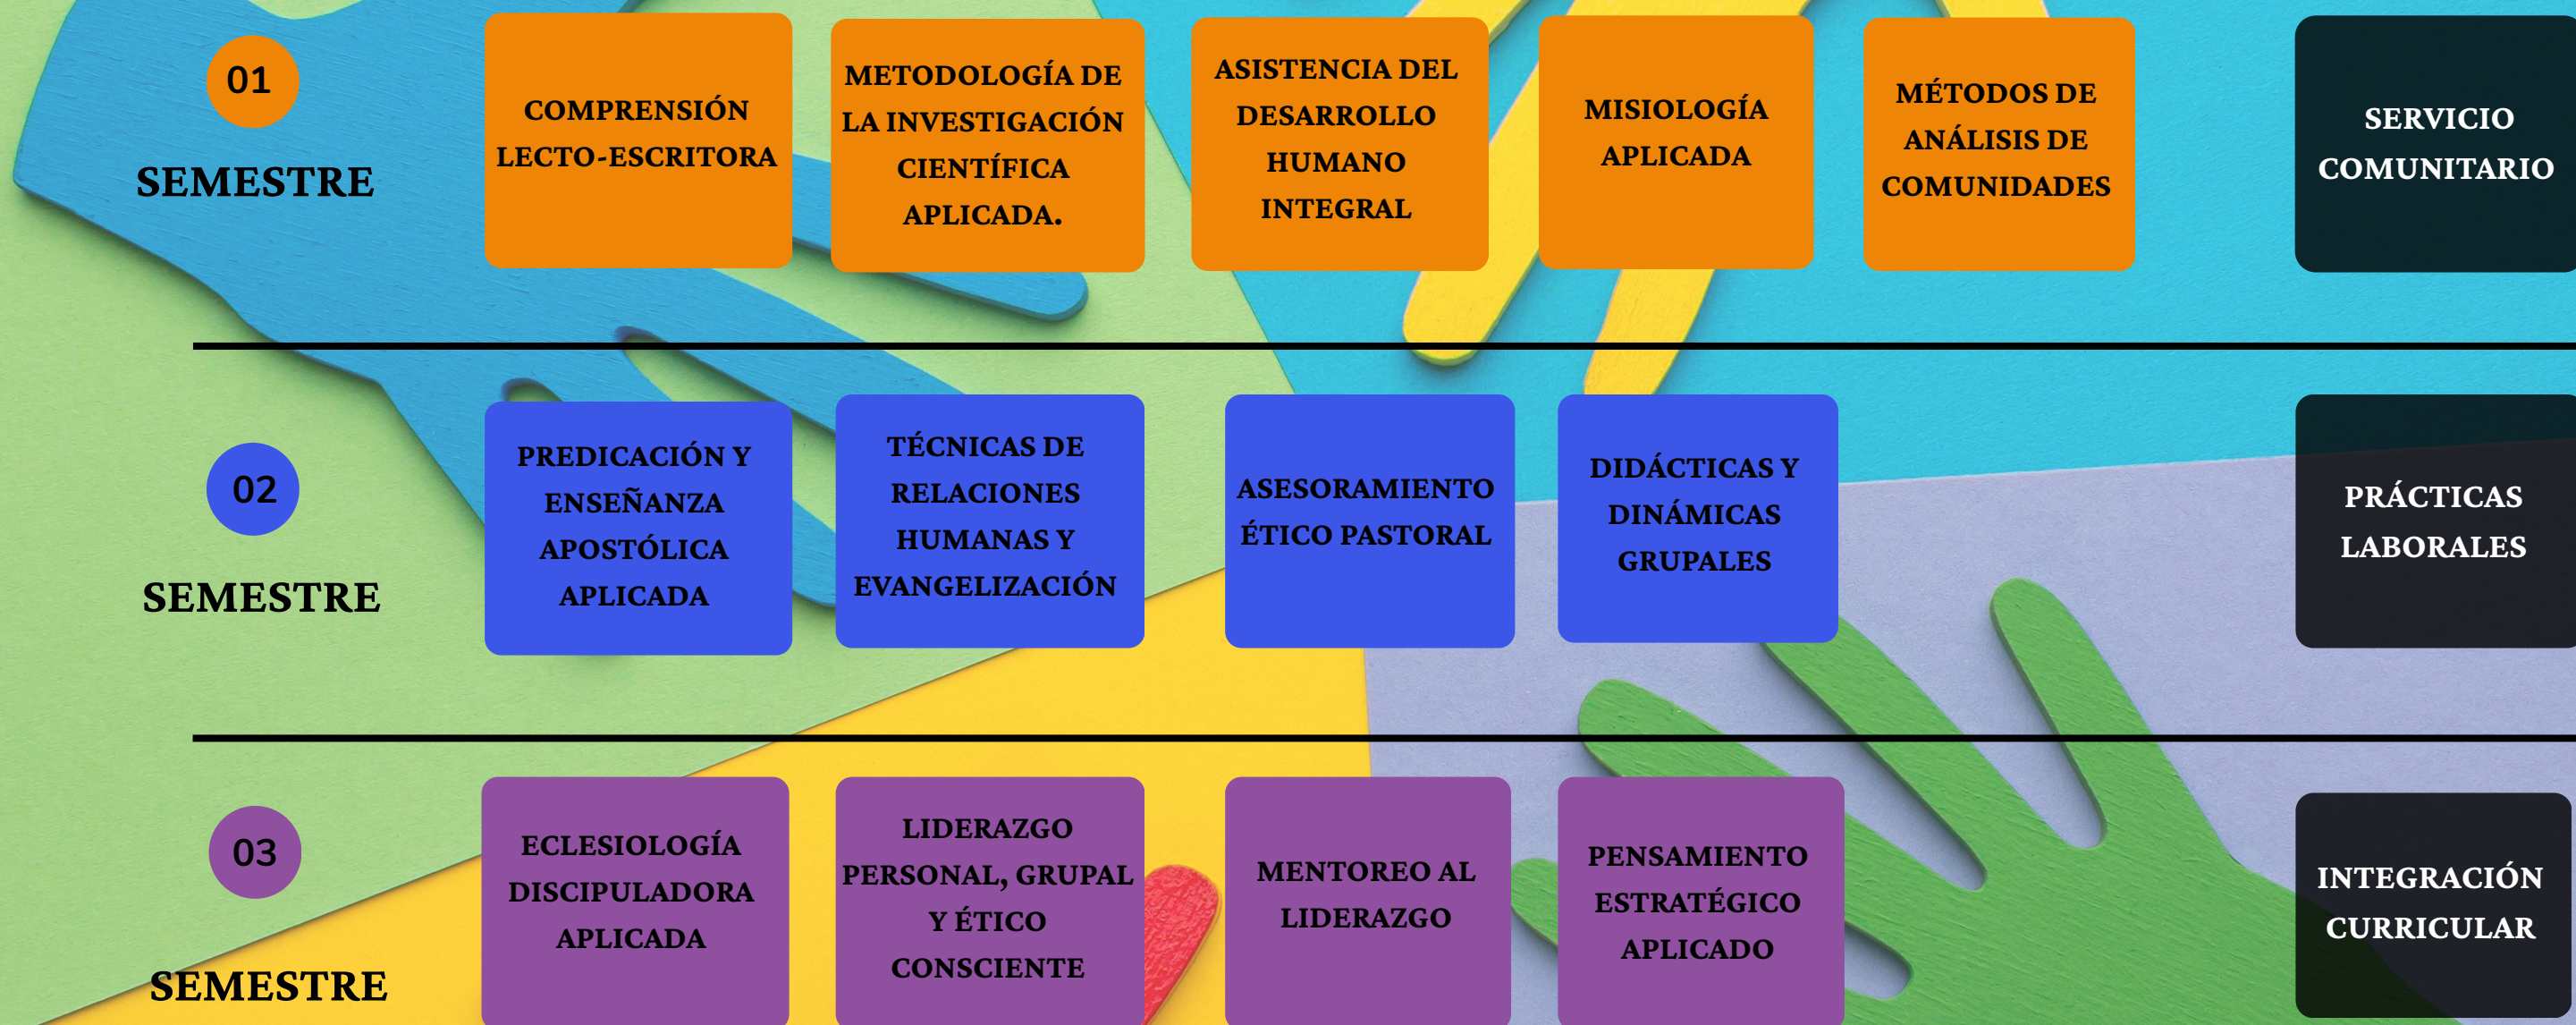 01
SEMESTRE
COMPRENSIÓN
LECTO-ESCRITORA
METODOLOGÍA DE
LA INVESTIGACIÓN
CIENTÍFICA
APLICADA.
ASISTENCIA DEL
DESARROLLO
HUMANO
INTEGRAL
MISIOLOGÍA
APLICADA
MÉTODOS DE
ANÁLISIS DE
COMUNIDADES
SERVICIO
COMUNITARIO
02
SEMESTRE
PREDICACIÓN Y
ENSEÑANZA
APOSTÓLICA
APLICADA
TÉCNICAS DE
RELACIONES
HUMANAS Y
EVANGELIZACIÓN
ASESORAMIENTO
ÉTICO PASTORAL
DIDÁCTICAS Y
DINÁMICAS
GRUPALES
PRÁCTICAS
LABORALES
03
SEMESTRE
ECLESIOLOGÍA
DISCIPULADORA
APLICADA
LIDERAZGO
PERSONAL, GRUPAL
Y ÉTICO
CONSCIENTE
MENTOREO AL
LIDERAZGO
PENSAMIENTO
ESTRATÉGICO
APLICADO
INTEGRACIÓN
CURRICULAR